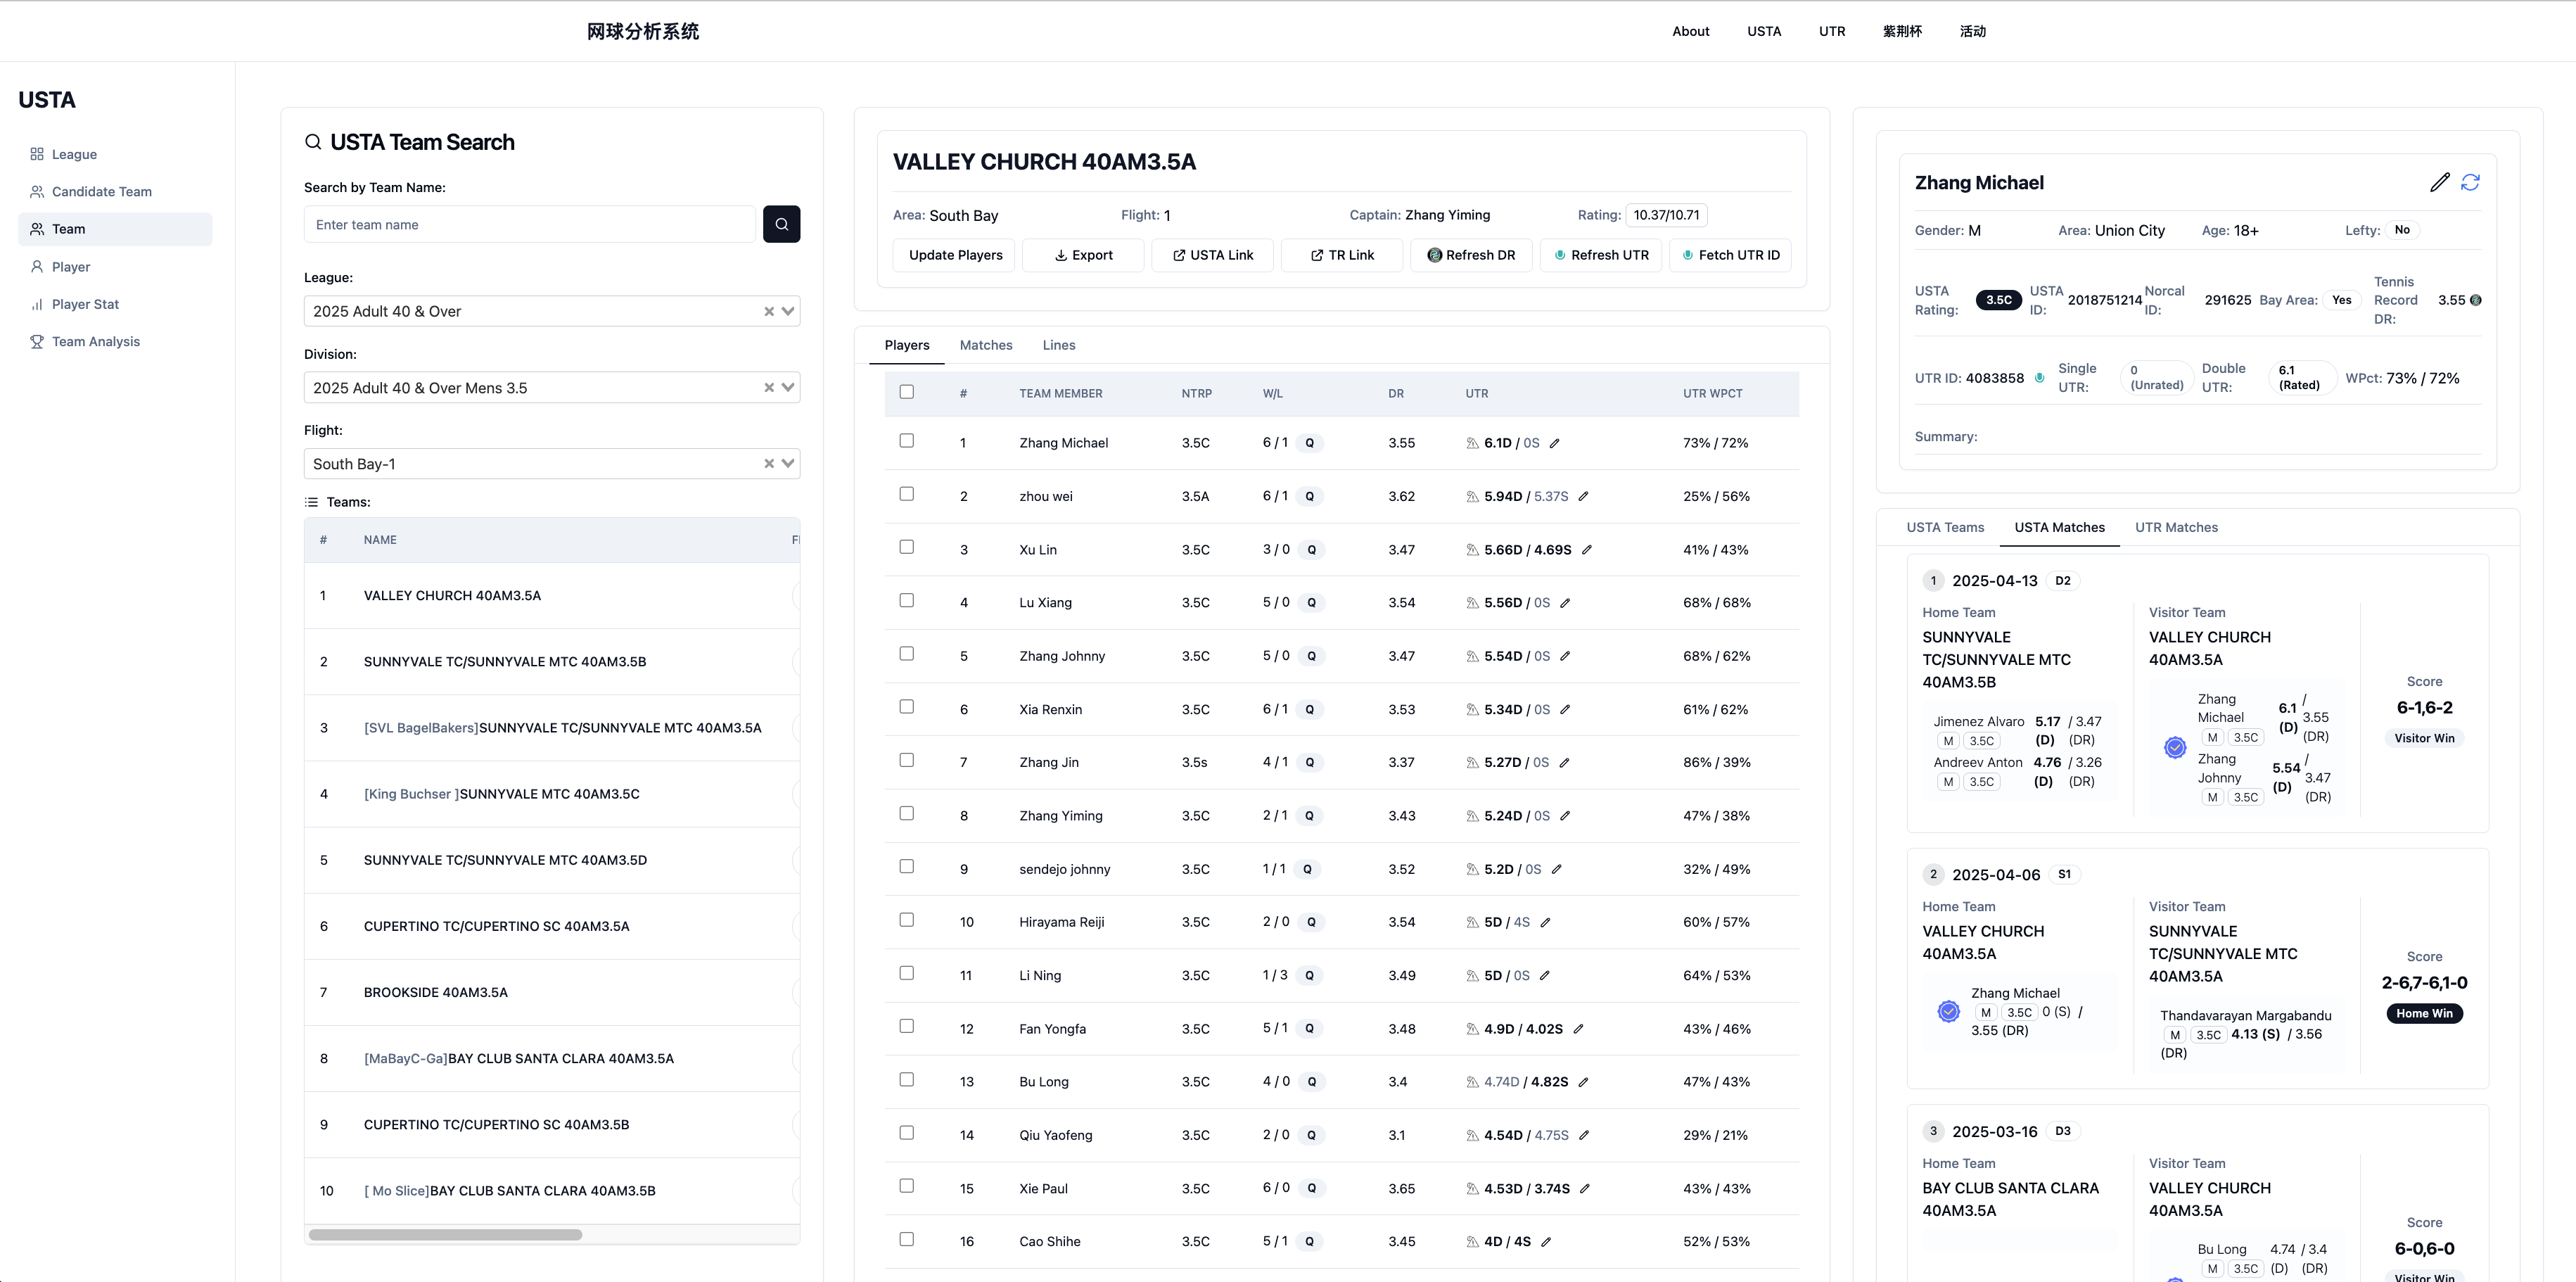 网球分析系统
About USTA UTR 紫荆杯 活动
USTA
League
Candidate Team
Team
Player
Player Stat
Team Analysis
USTA Team Search
Search by Team Name:
Enter team name
League:
2025 Adult 40 & Over
Division:
2025 Adult 40 & Over Mens 3.5
Flight:
South Bay-1
Teams:
# NAME
1 VALLEY CHURCH 40AM3.5A
2 SUNNYVALE TC/SUNNYVALE MTC 40AM3.5B
3 [SVL BagelBakers]SUNNYVALE TC/SUNNYVALE MTC 40AM3.5A
4 [King Buchser ]SUNNYVALE MTC 40AM3.5C
5 SUNNYVALE TC/SUNNYVALE MTC 40AM3.5D
6 CUPERTINO TC/CUPERTINO SC 40AM3.5A
7 BROOKSIDE 40AM3.5A
8 [MaBayC-Ga]BAY CLUB SANTA CLARA 40AM3.5A
9 CUPERTINO TC/CUPERTINO SC 40AM3.5B
10 [ Mo Slice]BAY CLUB SANTA CLARA 40AM3.5B
VALLEY CHURCH 40AM3.5A
Area: South Bay Flight: 1 Captain: Zhang Yiming Rating: 10.37/10.71
Update Players Export USTA Link TR Link Refresh DR Refresh UTR Fetch UTR ID
Players Matches Lines
# TEAM MEMBER NTRP W/L DR UTR UTR WPCT
1 Zhang Michael 3.5C 6 / 1 Q 3.55 6.1D / 0S 73% / 72%
2 zhou wei 3.5A 6 / 1 Q 3.62 5.94D / 5.37S 25% / 56%
3 Xu Lin 3.5C 3 / 0 Q 3.47 5.66D / 4.69S 41% / 43%
4 Lu Xiang 3.5C 5 / 0 Q 3.54 5.56D / 0S 68% / 68%
5 Zhang Johnny 3.5C 5 / 0 Q 3.47 5.54D / 0S 68% / 62%
6 Xia Renxin 3.5C 6 / 1 Q 3.53 5.34D / 0S 61% / 62%
7 Zhang Jin 3.5s 4 / 1 Q 3.37 5.27D / 0S 86% / 39%
8 Zhang Yiming 3.5C 2 / 1 Q 3.43 5.24D / 0S 47% / 38%
9 sendejo johnny 3.5C 1 / 1 Q 3.52 5.2D / 0S 32% / 49%
10 Hirayama Reiji 3.5C 2 / 0 Q 3.54 5D / 4S 60% / 57%
11 Li Ning 3.5C 1 / 3 Q 3.49 5D / 0S 64% / 53%
12 Fan Yongfa 3.5C 5 / 1 Q 3.48 4.9D / 4.02S 43% / 46%
13 Bu Long 3.5C 4 / 0 Q 3.4 4.74D / 4.82S 47% / 43%
14 Qiu Yaofeng 3.5C 2 / 0 Q 3.1 4.54D / 4.75S 29% / 21%
15 Xie Paul 3.5C 6 / 0 Q 3.65 4.53D / 3.74S 43% / 43%
16 Cao Shihe 3.5C 5 / 1 Q 3.45 4D / 4S 52% / 53%
Zhang Michael
Gender: M Area: Union City Age: 18+ Lefty: No
USTA Rating: 3.5C USTA ID: 2018751214 Norcal ID: 291625 Bay Area: Yes Tennis Record DR: 3.55
UTR ID: 4083858 Single UTR: 0 (Unrated) Double UTR: 6.1 (Rated) WPct: 73% / 72%
Summary:
USTA Teams USTA Matches UTR Matches
1 2025-04-13 D2
Home Team
SUNNYVALE
TC/SUNNYVALE MTC
40AM3.5B
Jimenez Alvaro 5.17 (D) / 3.47 (DR)
M 3.5C
Andreev Anton 4.76 (D) / 3.26 (DR)
M 3.5C
Visitor Team
VALLEY CHURCH
40AM3.5A
Zhang Michael 6.1 (D) / 3.55 (DR)
M 3.5C
Zhang Johnny 5.54 (D) / 3.47 (DR)
M 3.5C
Score
6-1,6-2
Visitor Win
2 2025-04-06 S1
Home Team
VALLEY CHURCH
40AM3.5A
Zhang Michael
M 3.5C 0 (S) /
3.55 (DR)
Visitor Team
SUNNYVALE
TC/SUNNYVALE MTC
40AM3.5A
Thandavarayan Margabandu
M 3.5C 4.13 (S) / 3.56
(DR)
Score
2-6,7-6,1-0
Home Win
3 2025-03-16 D3
Home Team
BAY CLUB SANTA CLARA
40AM3.5A
Visitor Team
VALLEY CHURCH
40AM3.5A
Bu Long 4.74 (D) / 3.4 (DR)
M 3.5C
Score
6-0,6-0
Visitor Win